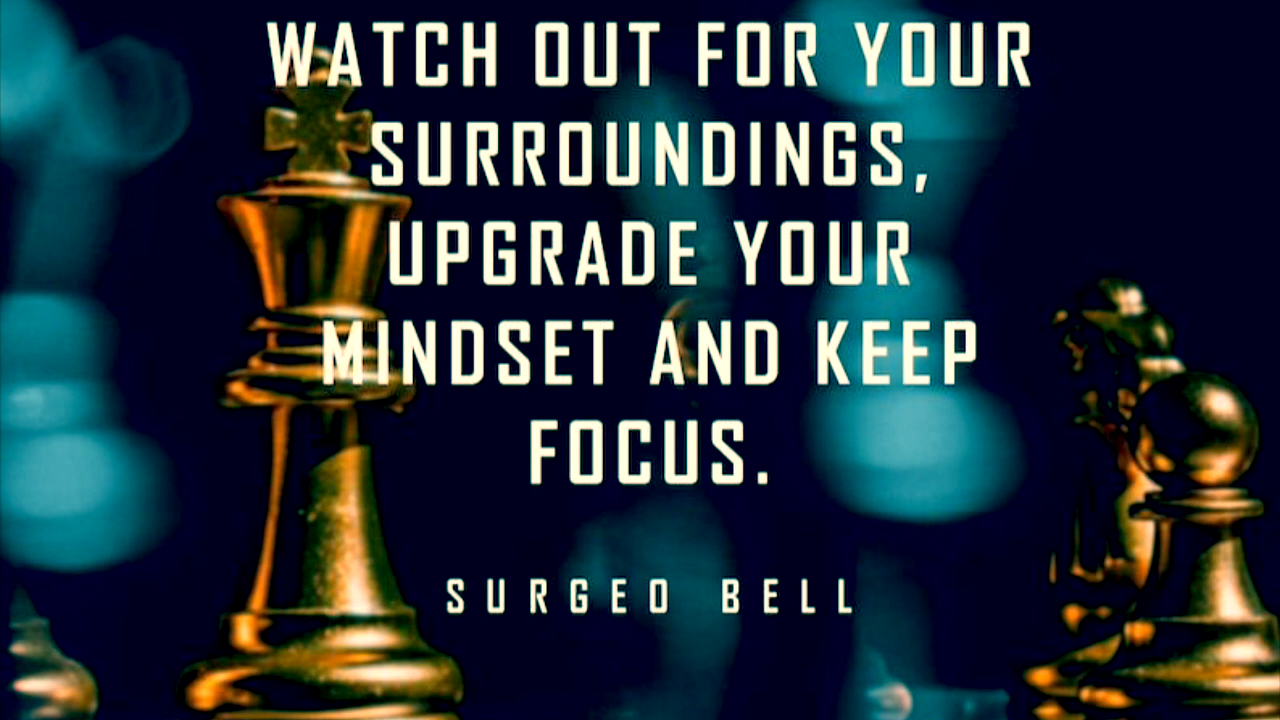 WATCH OUT FOR YOUR
SURROUNDINGS,
UPGRADE YOUR
MINDSET AND KEEP
FOCUS.
SURGEO BELL